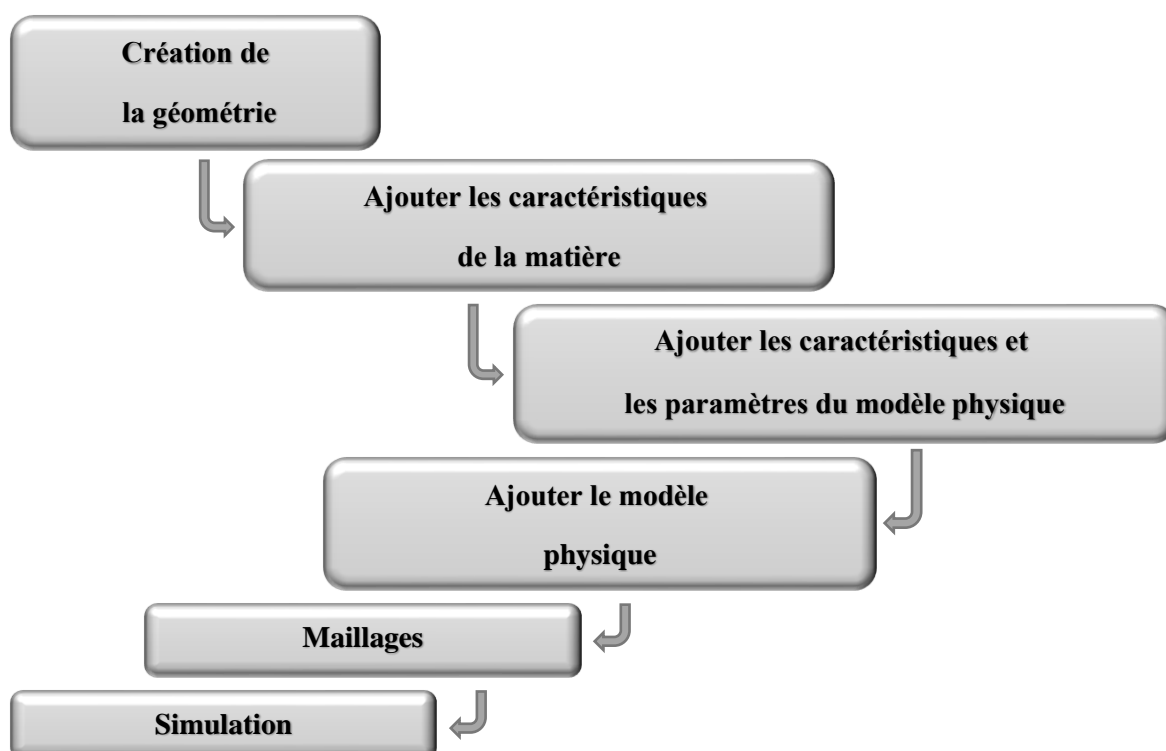 Création de
la géométrie
Ajouter les caractéristiques
de la matière
Ajouter les caractéristiques et
les paramètres du modèle physique
Ajouter le modèle
physique
Maillages
Simulation